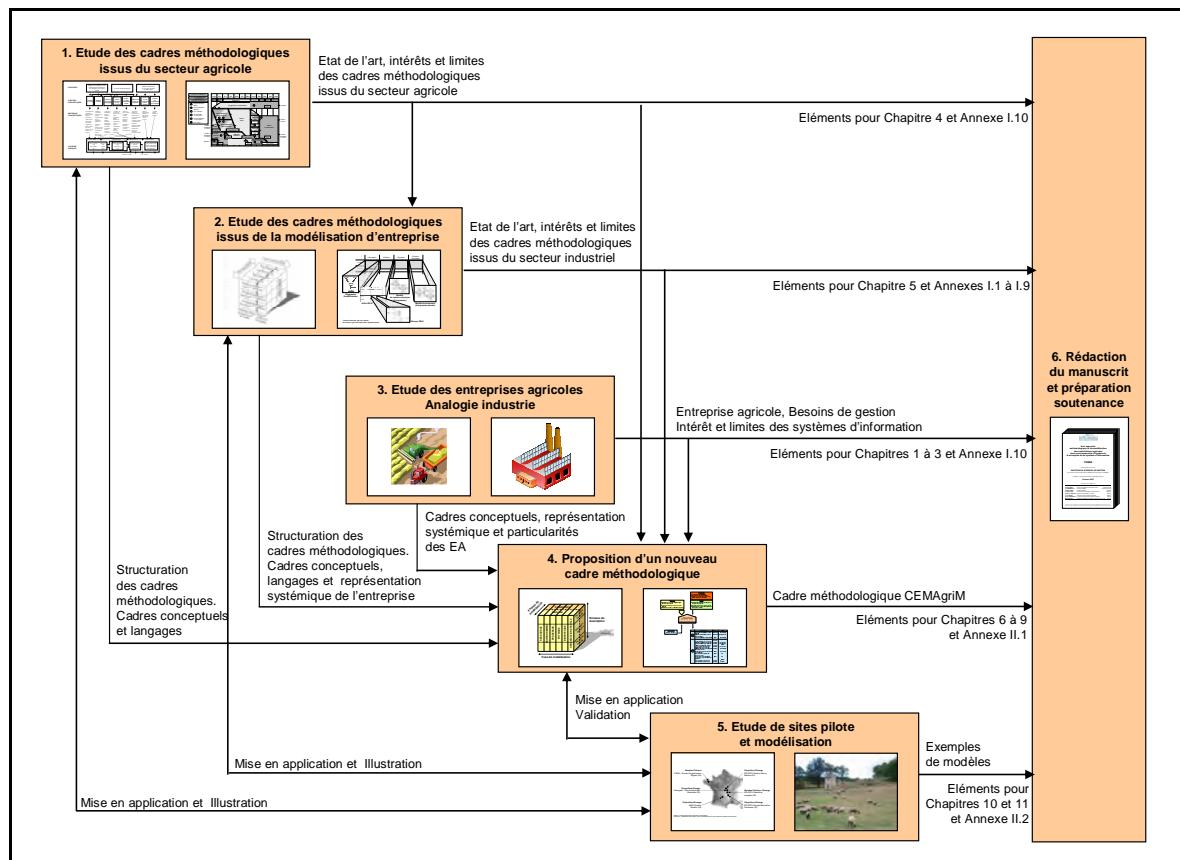 1. Etude des cadres méthodologiques
issus du secteur agricole
Etat de l'art, intérêts et limites
des cadres méthodologiques
issus du secteur agricole
Eléments pour Chapitre 4 et Annexe I.10
2. Etude des cadres méthodologiques
issus de la modélisation d'entreprise
Etat de l'art, intérêts et limites
des cadres méthodologiques
issus du secteur industriel
Eléments pour Chapitre 5 et Annexes I.1 à I.9
3. Etude des entreprises agricoles
Analogie industrie
Entreprise agricole, Besoins de gestion
Intérêt et limites des systèmes d'information
Eléments pour Chapitres 1 à 3 et Annexe I.10
6. Rédaction
du manuscrit
et préparation
soutenance
Cadres conceptuels, représentation
systémique et particularités
des EA
Structuration des
cadres méthodologiques.
Cadres conceptuels,
langages et représentation
systémique de l'entreprise
Structuration
des cadres
méthodologiques.
Cadres conceptuels
et langages
4. Proposition d'un nouveau
cadre méthodologique
Cadre méthodologique CEMAgriM
Eléments pour Chapitres 6 à 9
et Annexe II.1
Mise en application
Validation
5. Etude de sites pilote
et modélisation
Exemples
de modèles
Eléments pour
Chapitres 10 et 11
et Annexe II.2
Mise en application et Illustration
Mise en application et Illustration